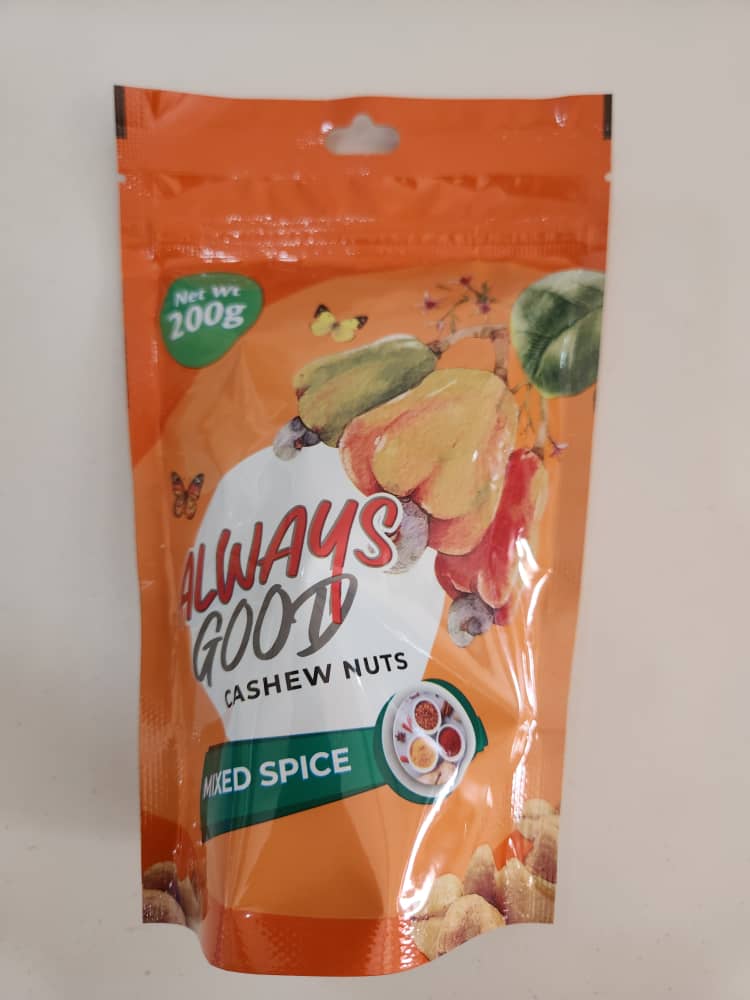 Net Wt
200g
ALWAYS
GOOD
CASHEW NUTS
MIXED SPICE